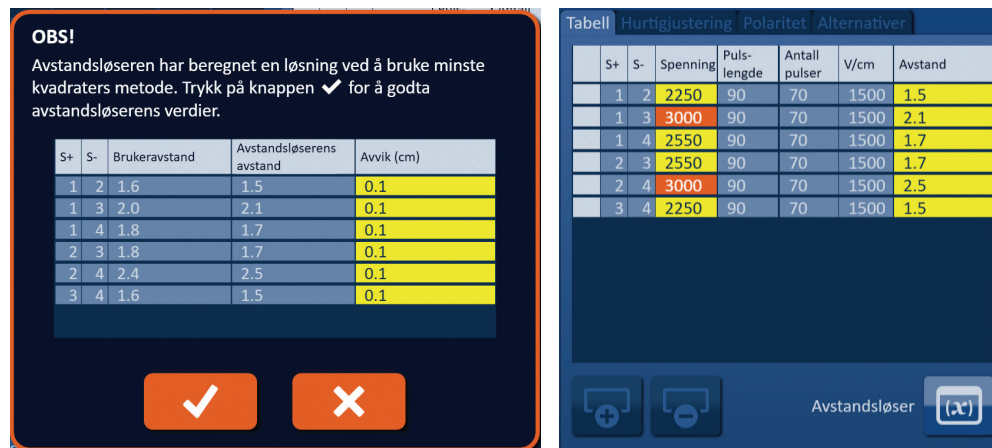 OBS!
Avstandsløseren har beregnet en løsning ved å bruke minste
kvadraters metode. Trykk på knappen ✓ for å godta
avstandsløserens verdier.
S+ S- Brukeravstand Avstandsløserens avstand Avvik (cm)
1 2 1.6 1.5 0.1
1 3 2.0 2.1 0.1
1 4 1.8 1.7 0.1
2 3 1.8 1.7 0.1
2 4 2.4 2.5 0.1
3 4 1.6 1.5 0.1
Tabell Hurtigjustering Polaritet Alternativer
S+ S- Spenning Puls-lengde Antall pulser V/cm Avstand
1 2 2250 90 70 1500 1.5
1 3 3000 90 70 1500 2.1
1 4 2550 90 70 1500 1.7
2 3 2550 90 70 1500 1.7
2 4 3000 90 70 1500 2.5
3 4 2250 90 70 1500 1.5
Avstandsløser (x)